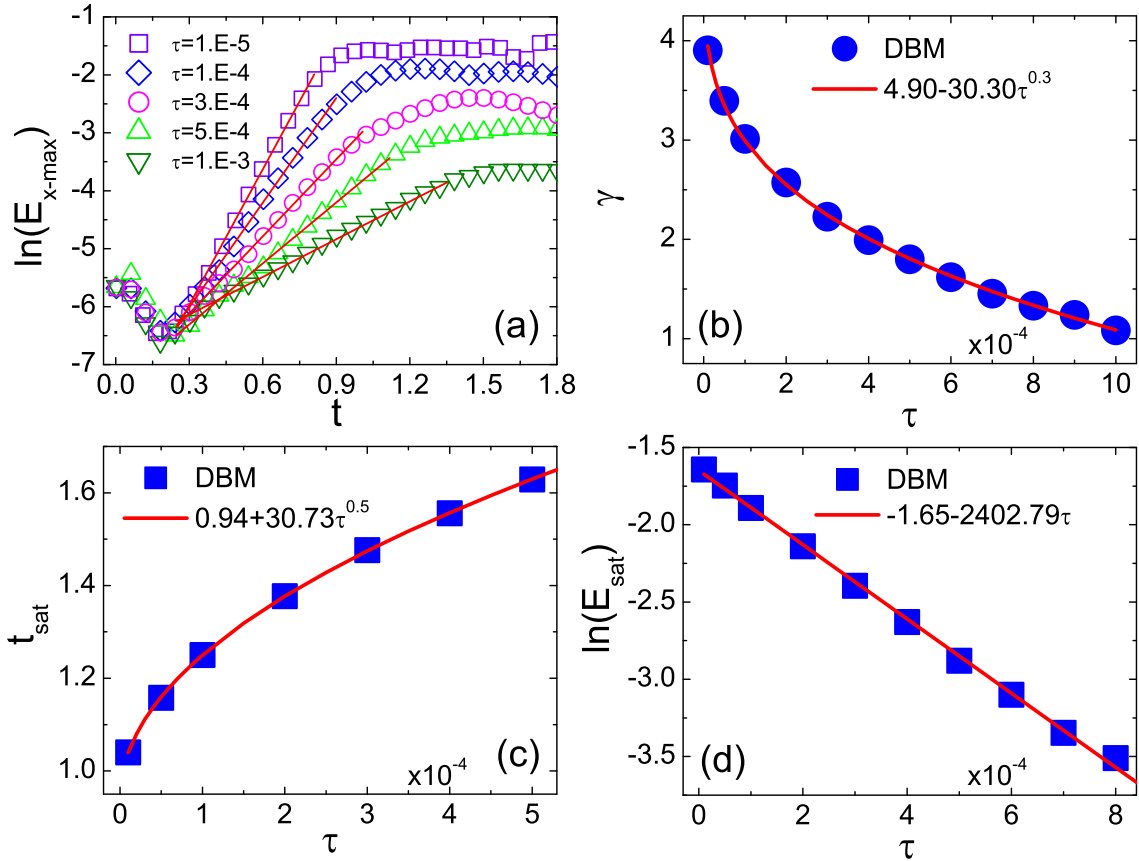 -1
-2
-3
-4
-5
-6
-7
ln(E_x-max)
τ=1.E-5
τ=1.E-4
τ=3.E-4
τ=5.E-4
τ=1.E-3
(a)
0.0 0.3 0.6 0.9 1.2 1.5 1.8
t
4
3
2
1
γ
DBM
4.90-30.30τ^0.3
(b)
x10^-4
0 2 4 6 8 10
τ
1.6
1.4
1.2
1.0
t_sat
DBM
0.94+30.73τ^0.5
(c)
x10^-4
0 1 2 3 4 5
τ
-1.5
-2.0
-2.5
-3.0
-3.5
ln(E_sat)
DBM
-1.65-2402.79τ
(d)
x10^-4
0 2 4 6 8
τ